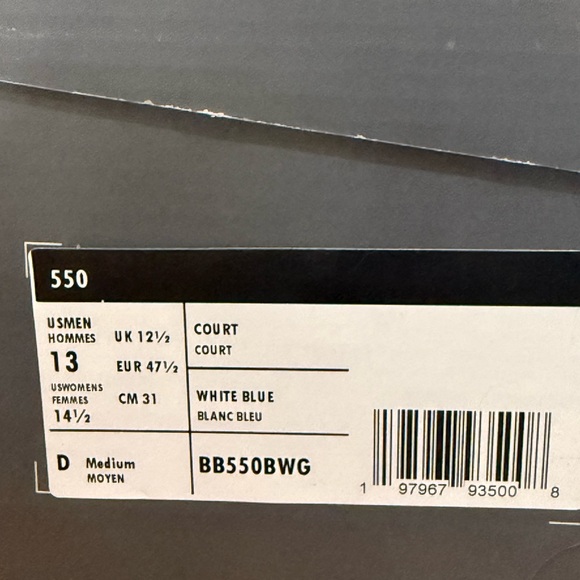 550
USMEN
HOMMES
13
USWOMENS
FEMMES
14½
UK 12½
EUR 47½
CM 31
COURT
COURT
WHITE BLUE
BLANC BLEU
D Medium
MOYEN
BB550BWG
1 97967 93500 8